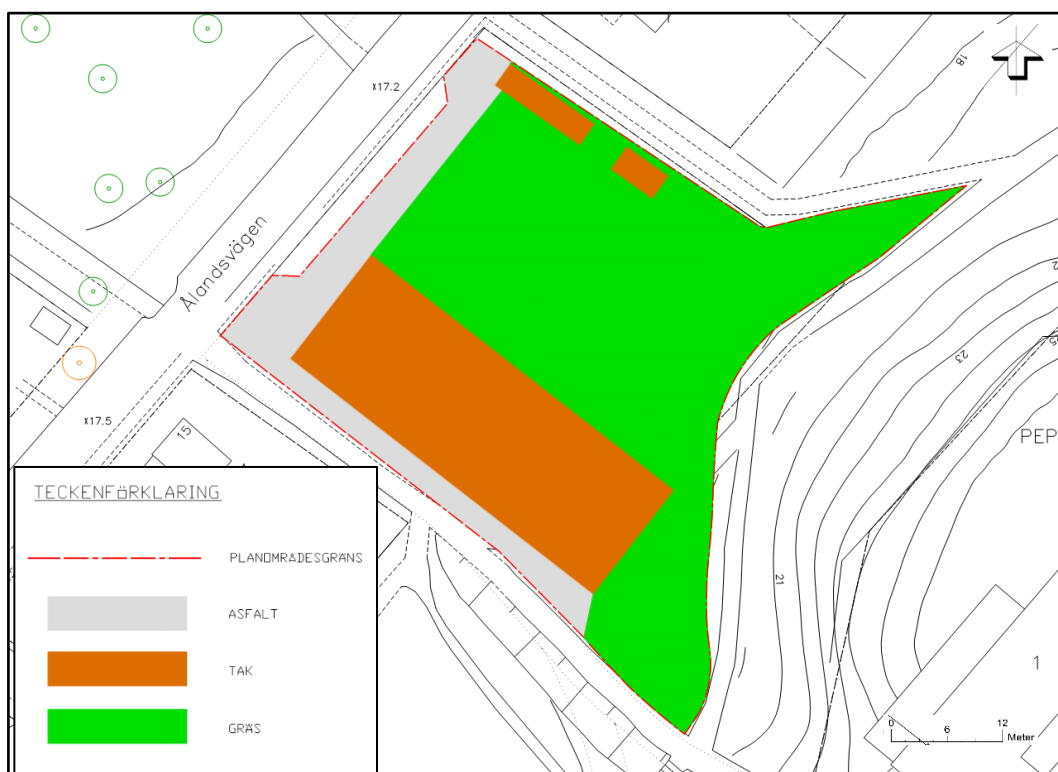 18
x17.2
Ålandsvägen
23
x17.5
15
PEP
TECKENFÖRKLARING
PLANOMRÅDESGRÄNS
21
ASFALT
TAK
1
GRÄS
0 6 12
Meter